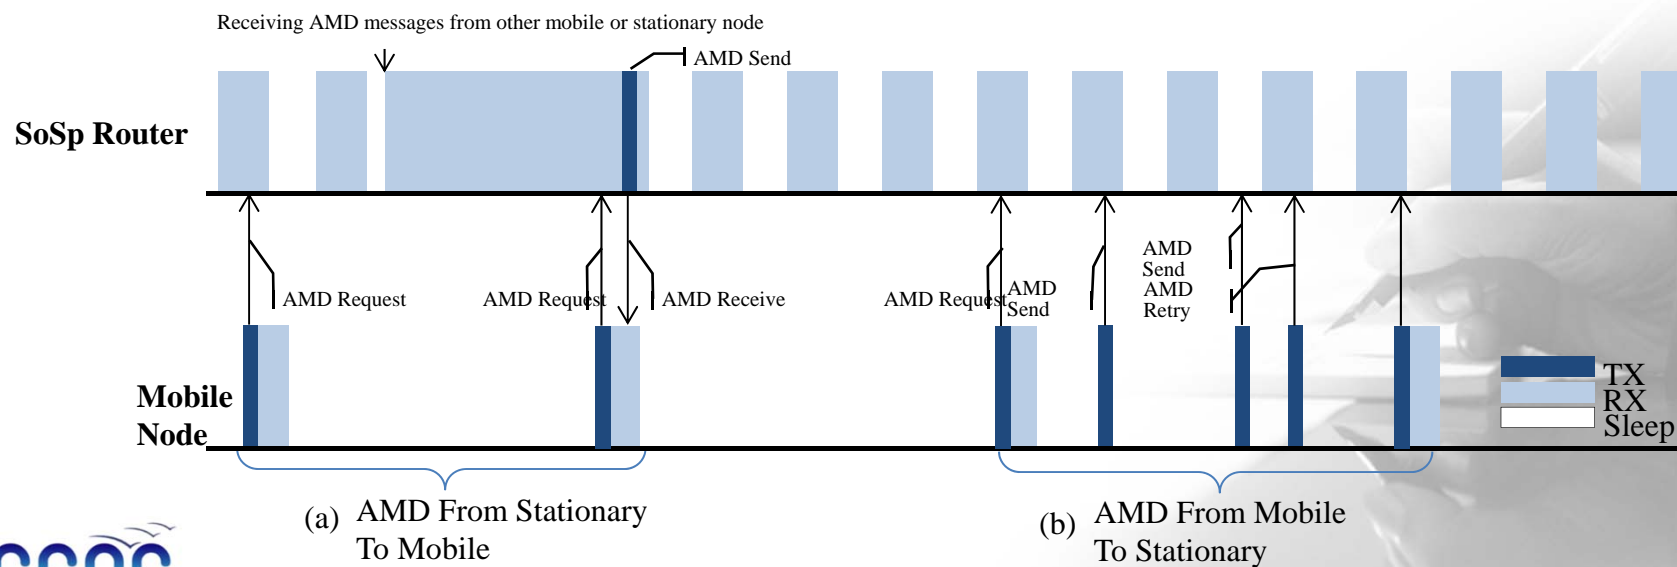 Receiving AMD messages from other mobile or stationary node
AMD Send
SoSp Router
AMD Request
AMD Request
AMD Receive
AMD Request
AMD
Send
AMD
Send
AMD
Retry
Mobile
Node
TX
RX
Sleep
(a) AMD From Stationary
To Mobile
(b) AMD From Mobile
To Stationary